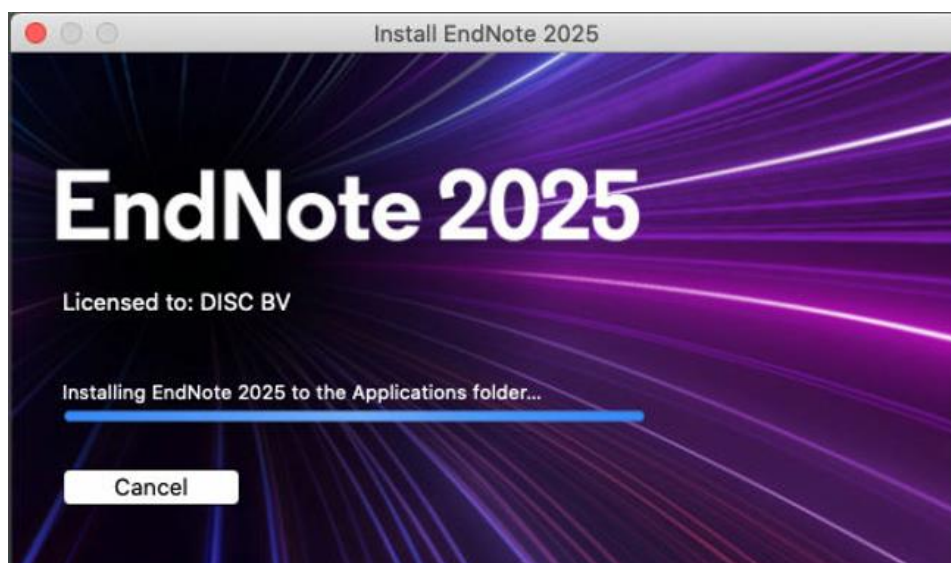 Install EndNote 2025
EndNote 2025
Licensed to: DISC BV
Installing EndNote 2025 to the Applications folder...
Cancel